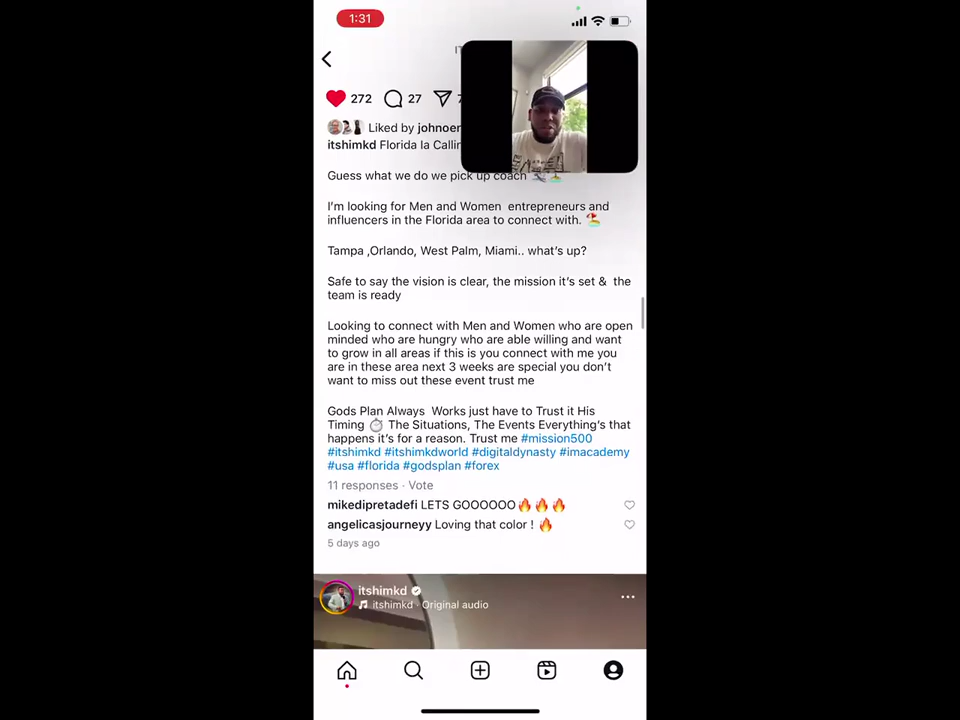 1:31
272 27
Liked by johnoer
itshimkd Florida la Callin
Guess what we do we pick up coach
I'm looking for Men and Women entrepreneurs and
influencers in the Florida area to connect with. 🏖️
Tampa ,Orlando, West Palm, Miami.. what's up?
Safe to say the vision is clear, the mission it's set & the
team is ready
Looking to connect with Men and Women who are open
minded who are hungry who are able willing and want
to grow in all areas if this is you connect with me you
are in these area next 3 weeks are special you don't
want to miss out these event trust me
Gods Plan Always Works just have to Trust it His
Timing ⏱️ The Situations, The Events Everything's that
happens it's for a reason. Trust me #mission500
#itshimkd #itshimkdworld #digitaldynasty #imacademy
#usa #florida #godsplan #forex
11 responses · Vote
mikedipretadefi LETS GOOOOOO🔥🔥🔥
angelicasjourneyy Loving that color ! 🔥
5 days ago
itshimkd
itshimkd · Original audio